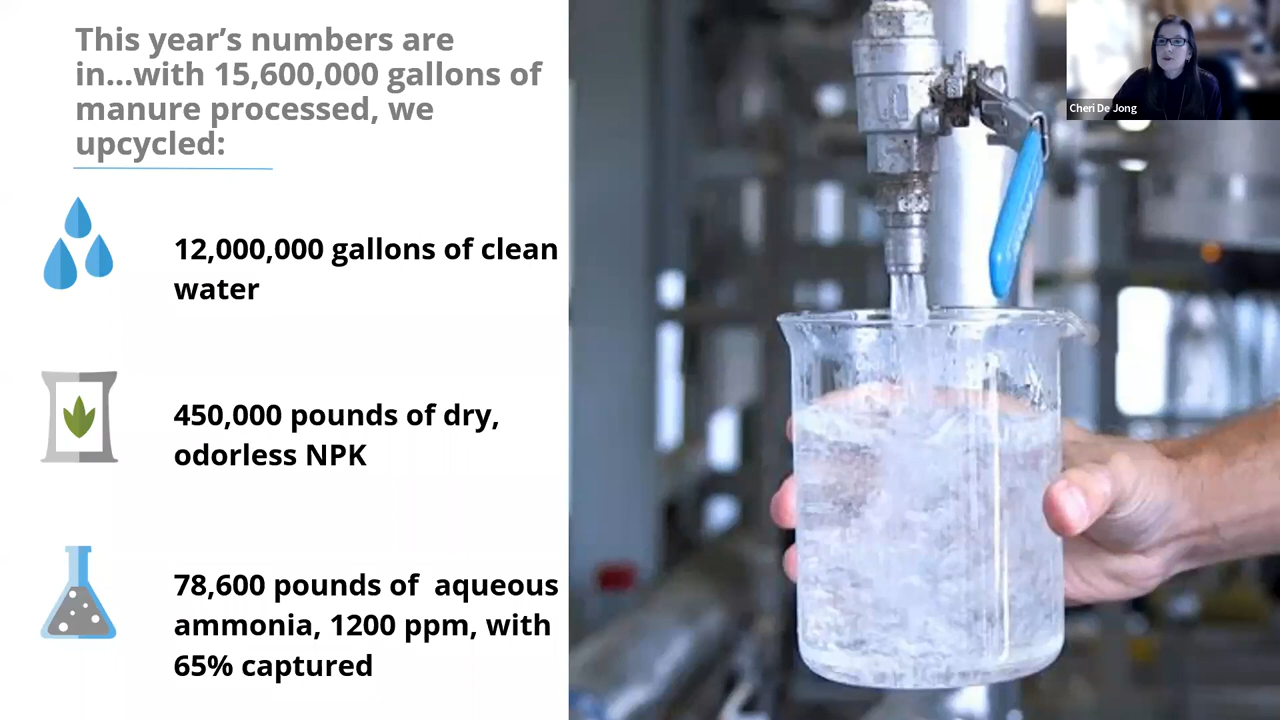 This year’s numbers are
in...with 15,600,000 gallons of
manure processed, we
upcycled:
12,000,000 gallons of clean
water
450,000 pounds of dry,
odorless NPK
78,600 pounds of  aqueous
ammonia, 1200 ppm, with
65% captured
Cheri De Jong